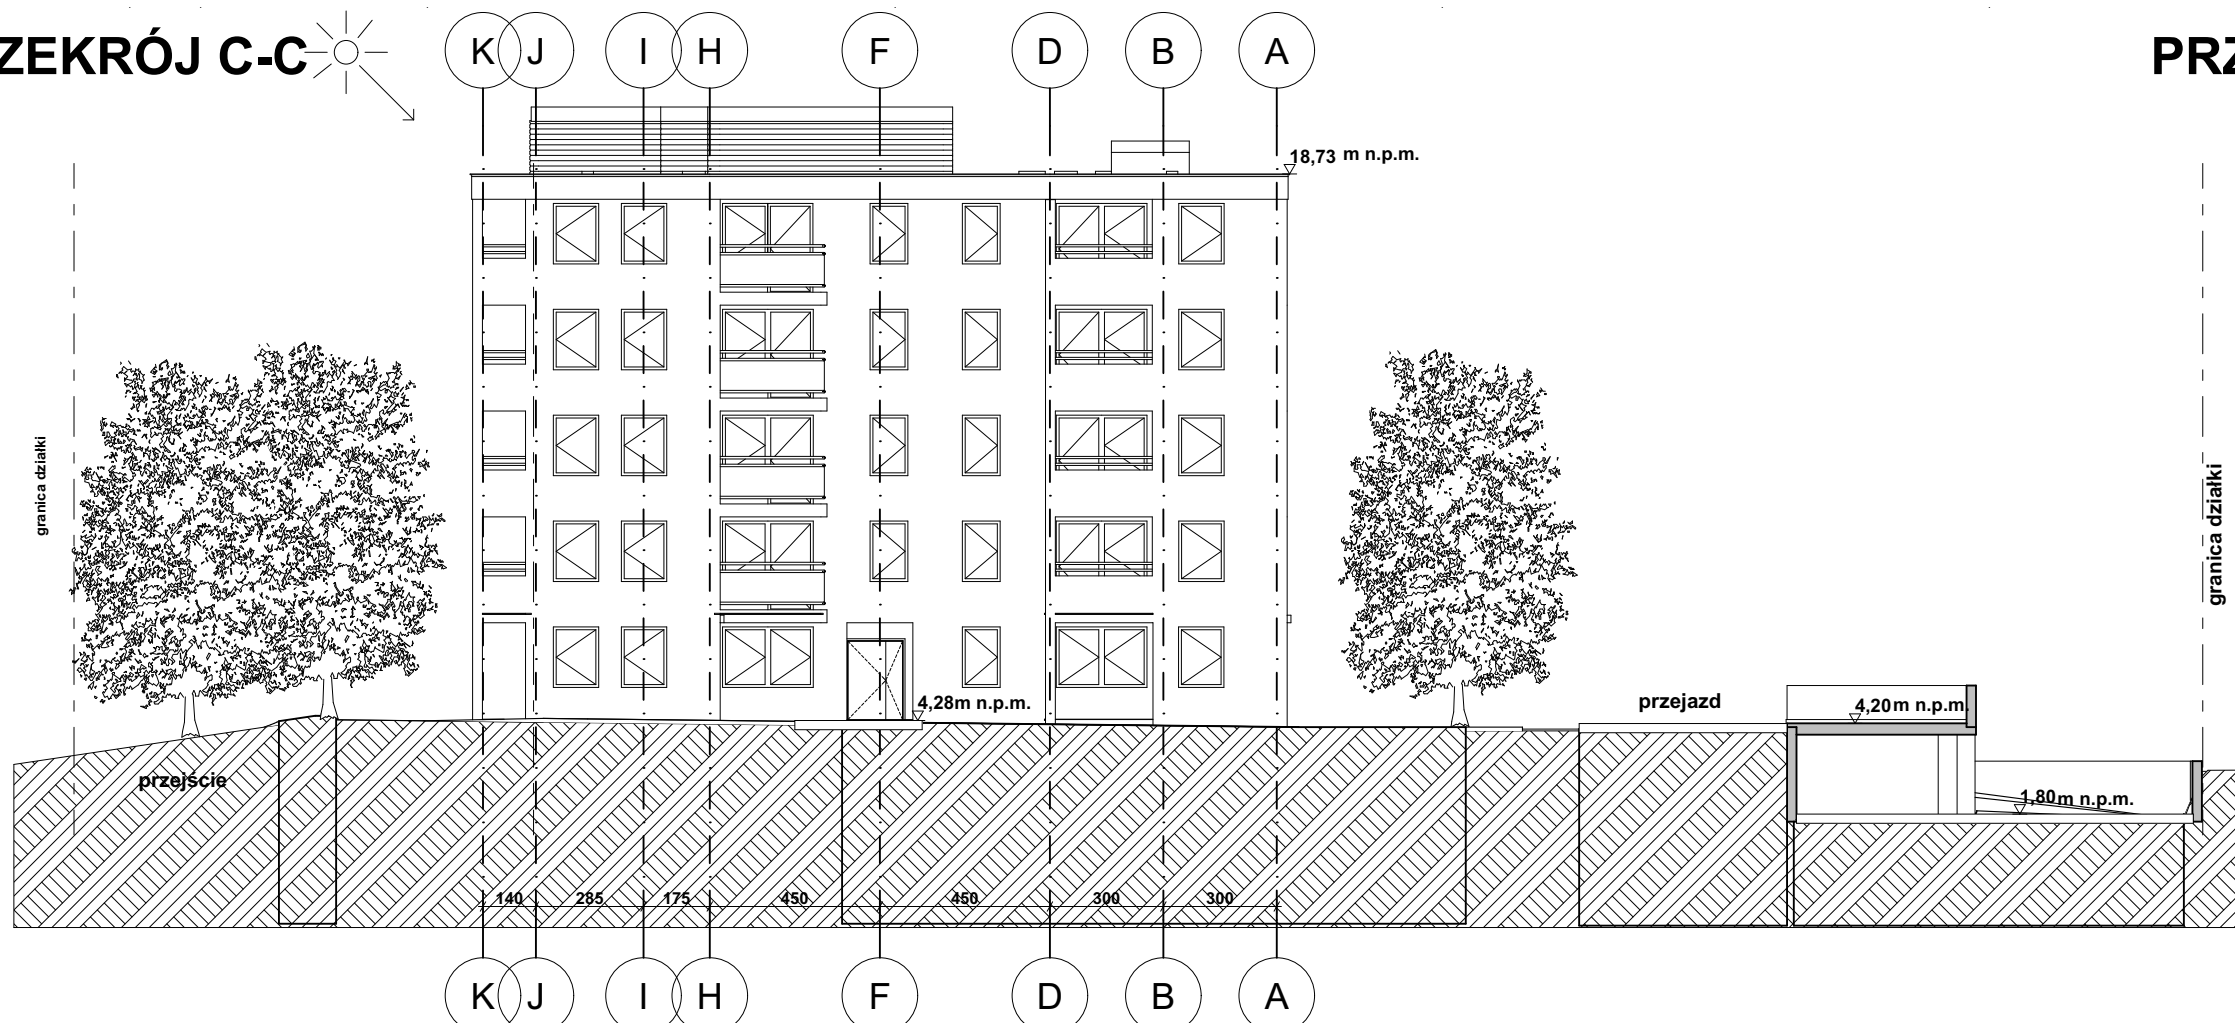 ZEKRÓJ C-C
PRZ
K J I H F D B A
18,73 m n.p.m.
granica działki
granica działki
4,28m n.p.m.
przejazd
4,20m n.p.m.
przejście
1,80m n.p.m.
140 285 175 450 450 300 300
K J I H F D B A